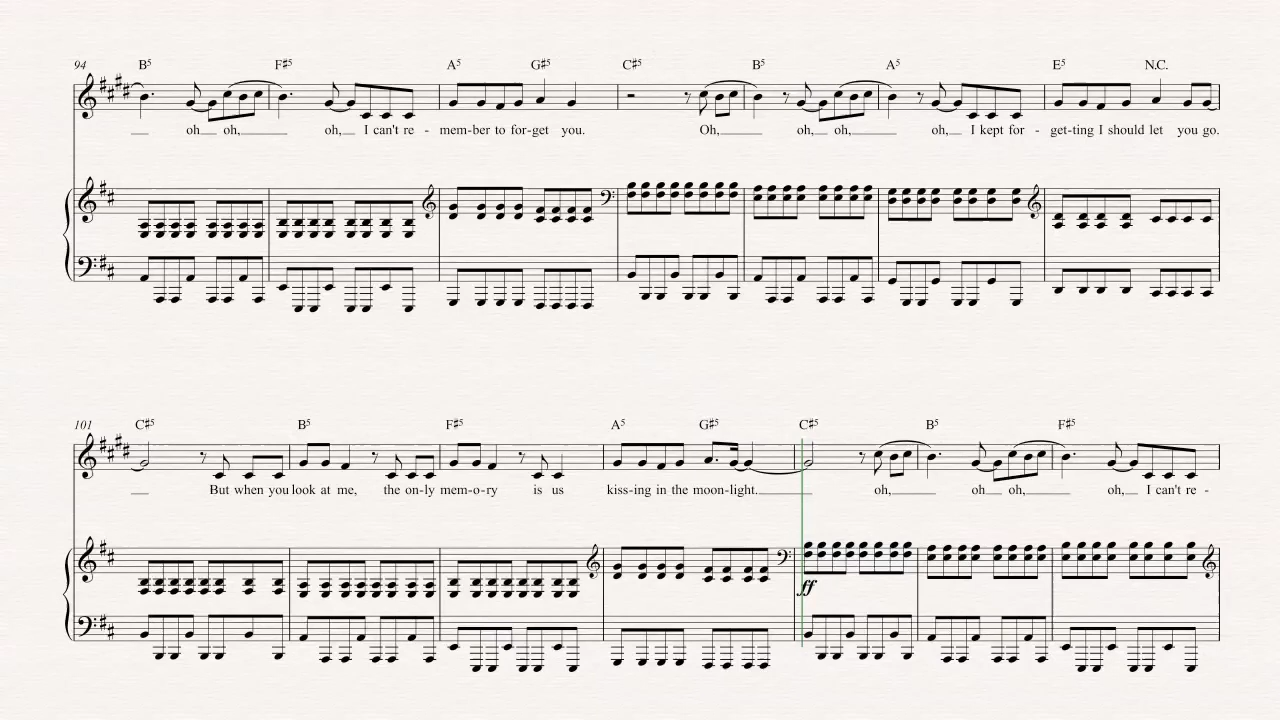 94 B5 F♯5 A5 G♯5 C♯5 B5 A5 E5 N.C.
oh oh, oh, I can't re - mem-ber to for-get you. Oh, oh, oh, oh, I kept for - get-ting I should let you go.
101 C♯5 B5 F♯5 A5 G♯5 C♯5 B5 F♯5
But when you look at me, the on-ly mem-o-ry is us kiss-ing in the moon-light. oh, oh oh, oh, I can't re -
ff